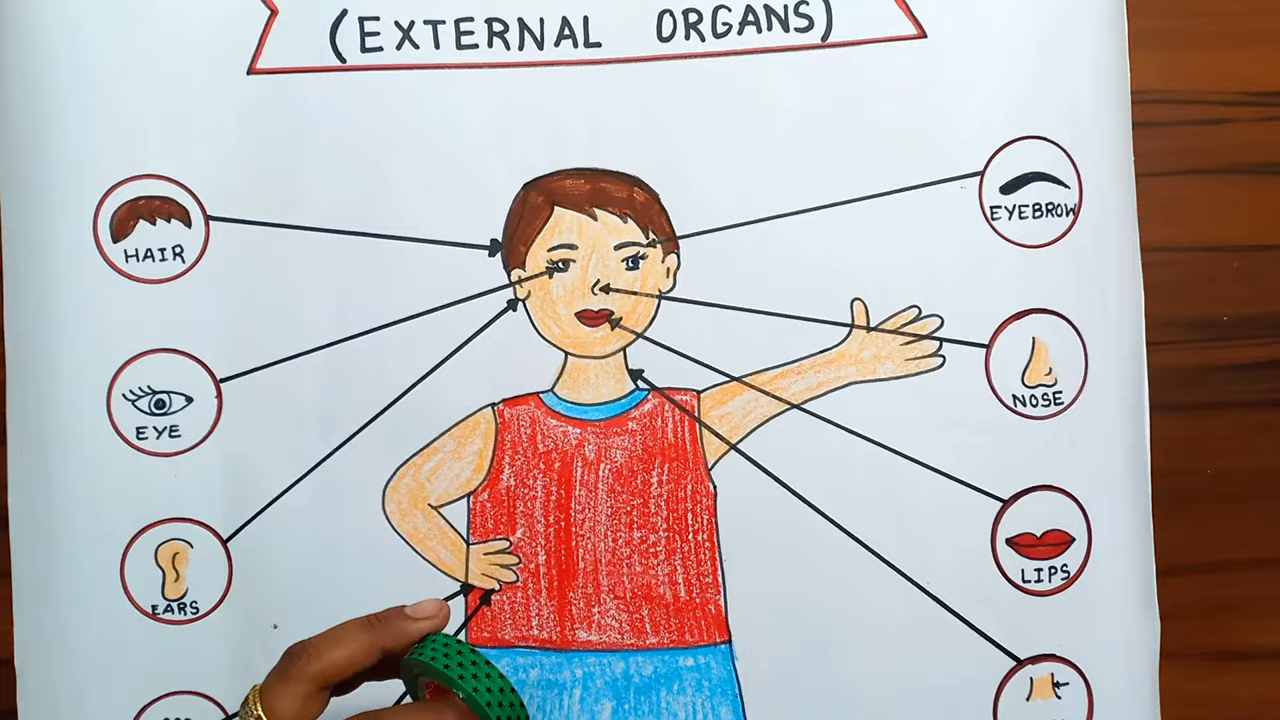 (EXTERNAL ORGANS)
HAIR
EYEBROW
EYE
NOSE
EARS
LIPS